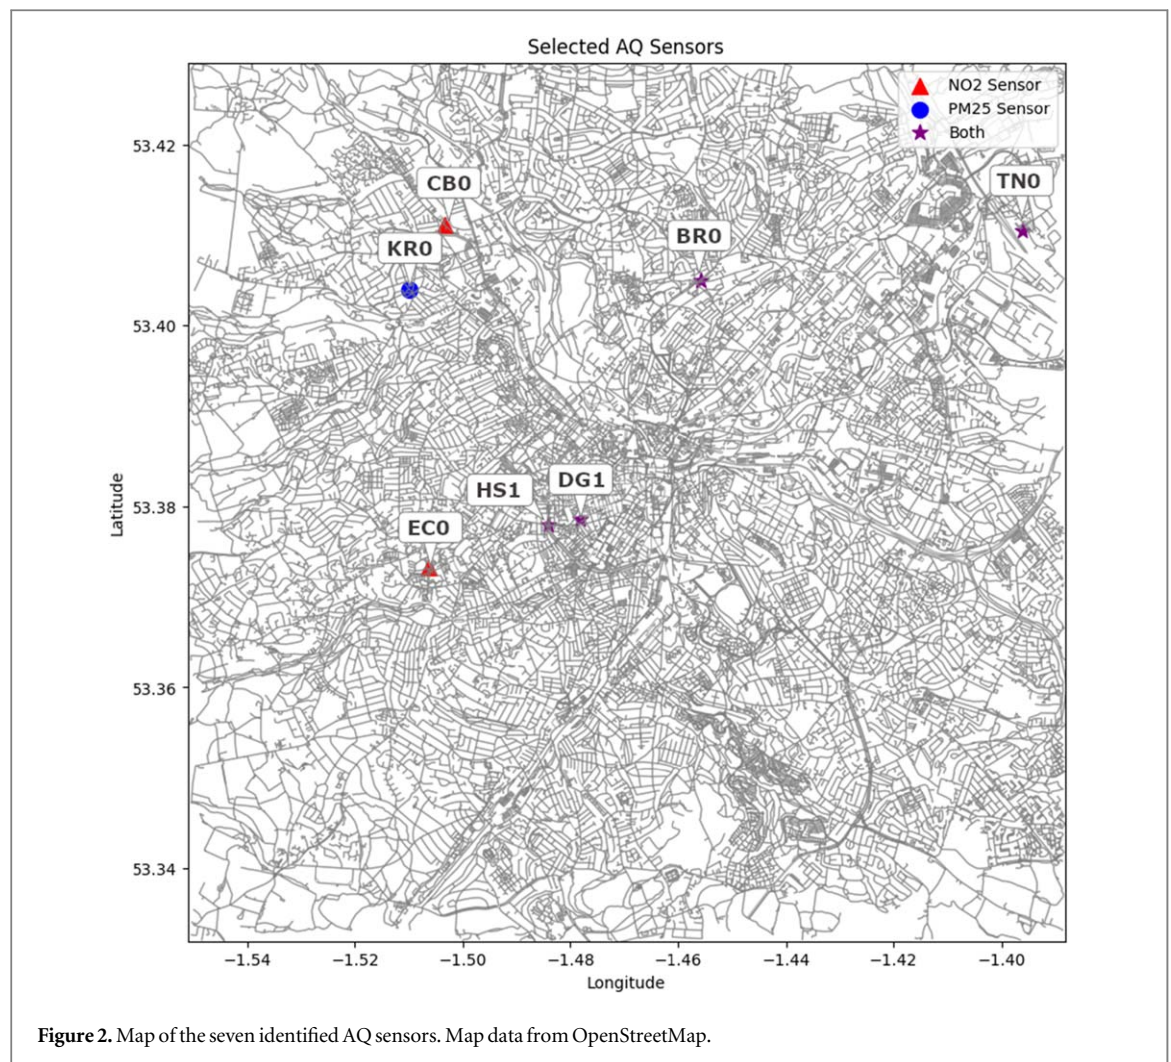 Selected AQ Sensors
NO2 Sensor
PM25 Sensor
Both
53.42
53.40
53.38
53.36
53.34
Latitude
CB0
TN0
KR0
BR0
HS1
DG1
EC0
−1.54
−1.52
−1.50
−1.48
−1.46
−1.44
−1.42
−1.40
Longitude
Figure 2. Map of the seven identified AQ sensors. Map data from OpenStreetMap.